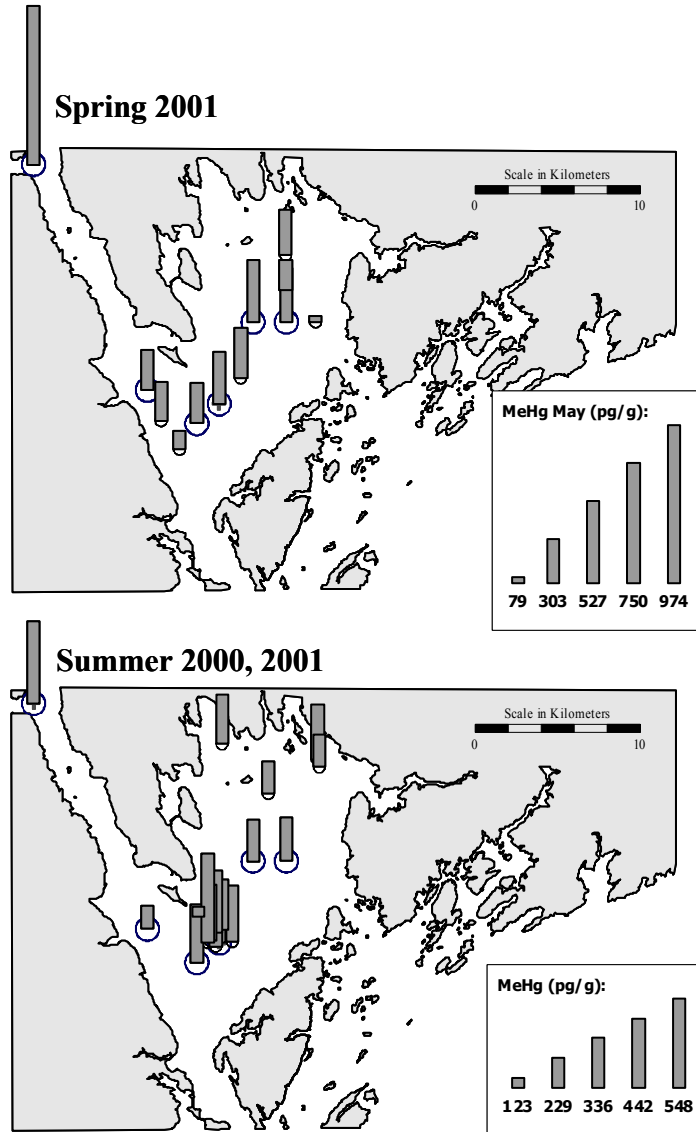 Spring 2001
Scale in Kilometers
0 10
MeHg May (pg/g):
79 303 527 750 974
Summer 2000, 2001
Scale in Kilometers
0 10
MeHg (pg/g):
123 229 336 442 548